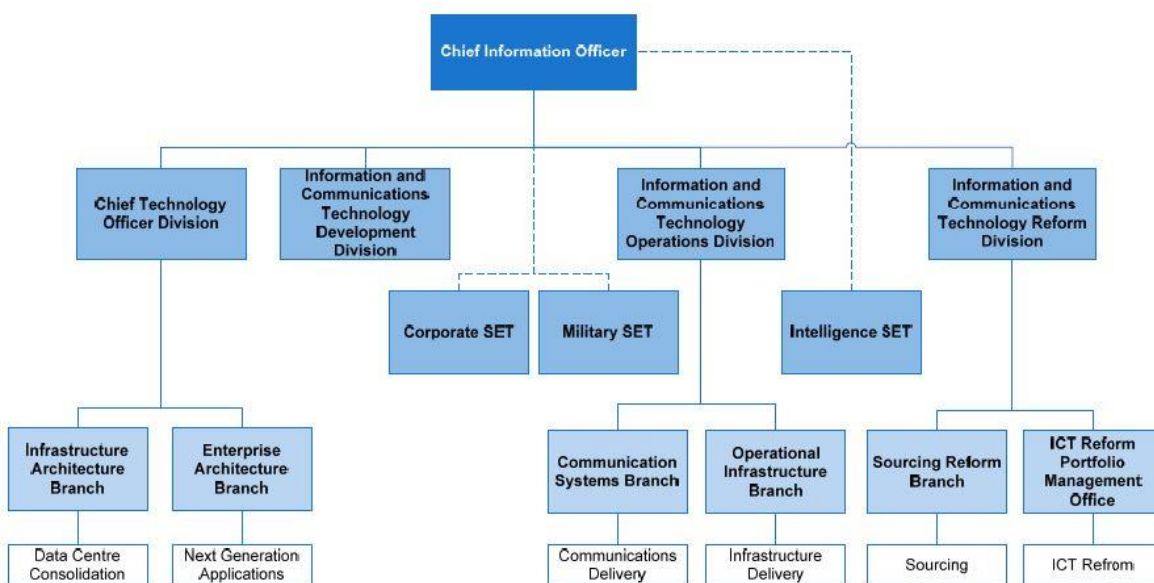 Chief Information Officer
Chief Technology
Officer Division
Information and
Communications
Technology
Development
Division
Information and
Communications
Technology
Operations Division
Information and
Communications
Technology Reform
Division
Corporate SET
Military SET
Intelligence SET
Infrastructure
Architecture
Branch
Enterprise
Architecture
Branch
Communication
Systems Branch
Operational
Infrastructure
Branch
Sourcing Reform
Branch
ICT Reform
Portfolio
Management
Office
Data Centre
Consolidation
Next Generation
Applications
Communications
Delivery
Infrastructure
Delivery
Sourcing
ICT Refrom